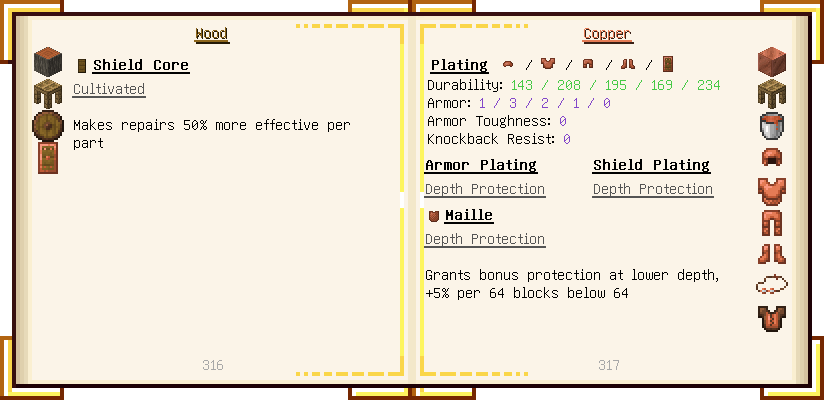 Wood
Shield Core
Cultivated
Makes repairs 50% more effective per
part
316
Copper
Plating / / / /
Durability: 143 / 208 / 195 / 169 / 234
Armor: 1 / 3 / 2 / 1 / 0
Armor Toughness: 0
Knockback Resist: 0
Armor Plating Shield Plating
Depth Protection Depth Protection
Maille
Depth Protection
Grants bonus protection at lower depth,
+5% per 64 blocks below 64
317